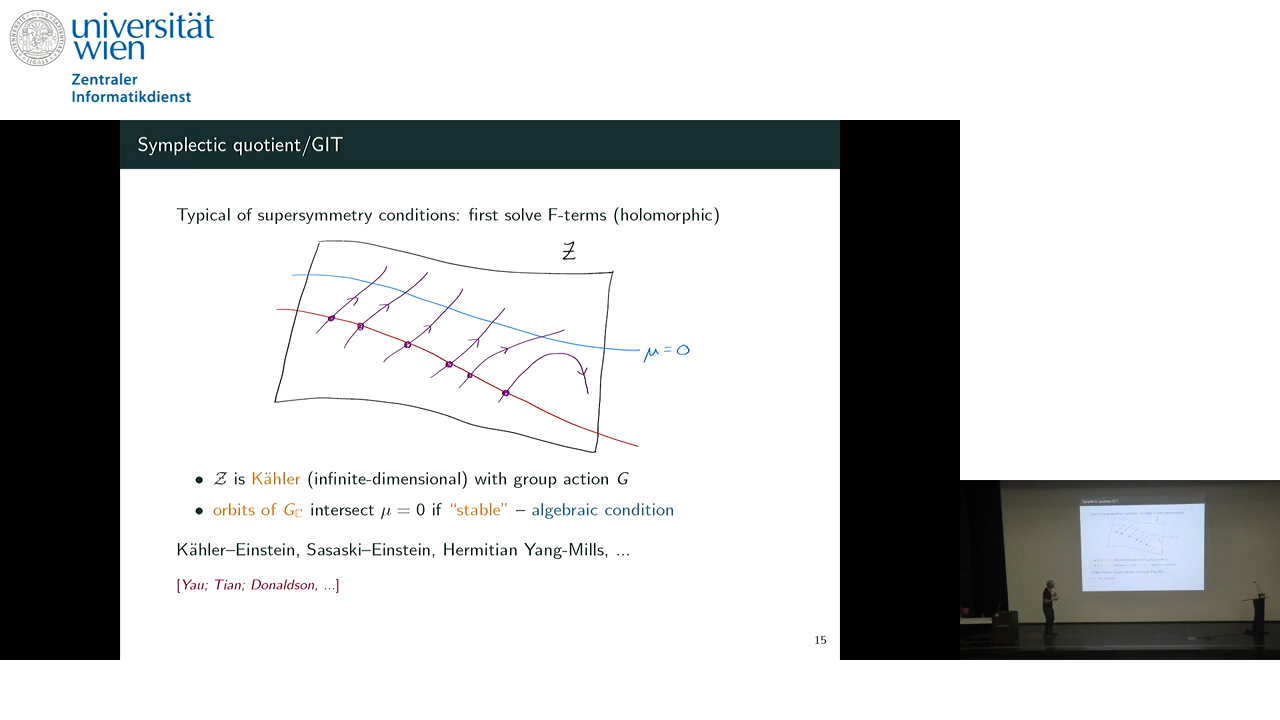 universität
wien
Zentraler
Informatikdienst
Symplectic quotient/GIT
Typical of supersymmetry conditions: first solve F-terms (holomorphic)
Z
μ = 0
• Z is Kähler (infinite-dimensional) with group action G
• orbits of Gℂ intersect μ = 0 if “stable” – algebraic condition
Kähler–Einstein, Sasaski–Einstein, Hermitian Yang-Mills, ...
[Yau; Tian; Donaldson, ...]
15